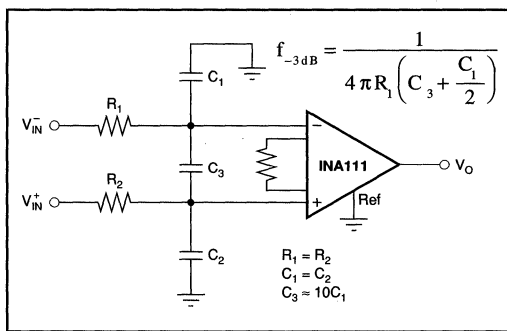 f₋₃dB = 1 / (4πR₁(C₃ + C₁/2))
C₁
R₁
V⁻IN
C₃
INA111
−
+
Vₒ
R₂
V⁺IN
Ref
C₂
R₁ = R₂
C₁ = C₂
C₃ ≈ 10C₁